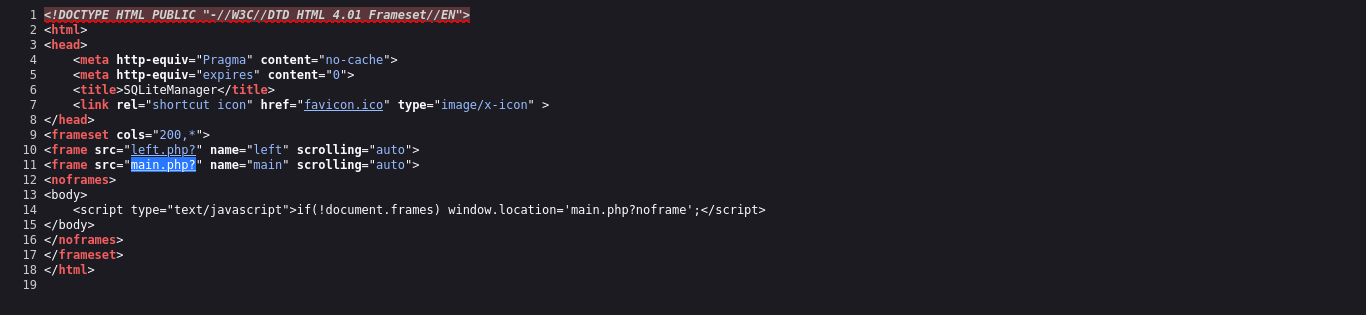 1 <!DOCTYPE HTML PUBLIC "-//W3C//DTD HTML 4.01 Frameset//EN">
2 <html>
3 <head>
4     <meta http-equiv="Pragma" content="no-cache">
5     <meta http-equiv="expires" content="0">
6     <title>SQLiteManager</title>
7     <link rel="shortcut icon" href="favicon.ico" type="image/x-icon" >
8 </head>
9 <frameset cols="200,*">
10 <frame src="left.php?" name="left" scrolling="auto">
11 <frame src="main.php?" name="main" scrolling="auto">
12 <noframes>
13 <body>
14     <script type="text/javascript">if(!document.frames) window.location='main.php?noframe';</script>
15 </body>
16 </noframes>
17 </frameset>
18 </html>
19